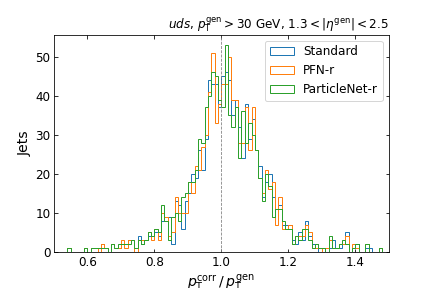 uds, p_T^gen > 30 GeV, 1.3 < |η^gen| < 2.5
Standard
PFN-r
ParticleNet-r
Jets
50
40
30
20
10
0
0.6 0.8 1.0 1.2 1.4
p_T^corr / p_T^gen